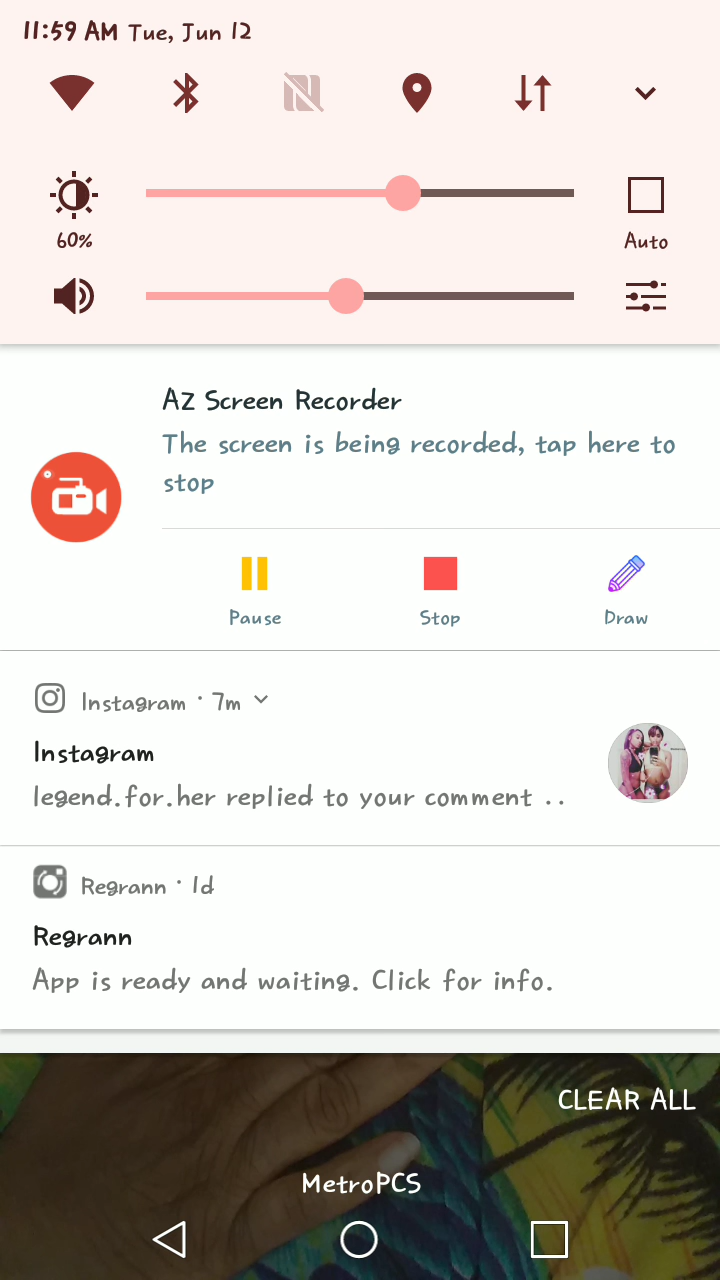 11:59 AM Tue, Jun 12
60%
Auto
AZ Screen Recorder
The screen is being recorded, tap here to
stop
Pause Stop Draw
Instagram · 7m
Instagram
legend.for.her replied to your comment ..
Regrann · 1d
Regrann
App is ready and waiting. Click for info.
CLEAR ALL
MetroPCS